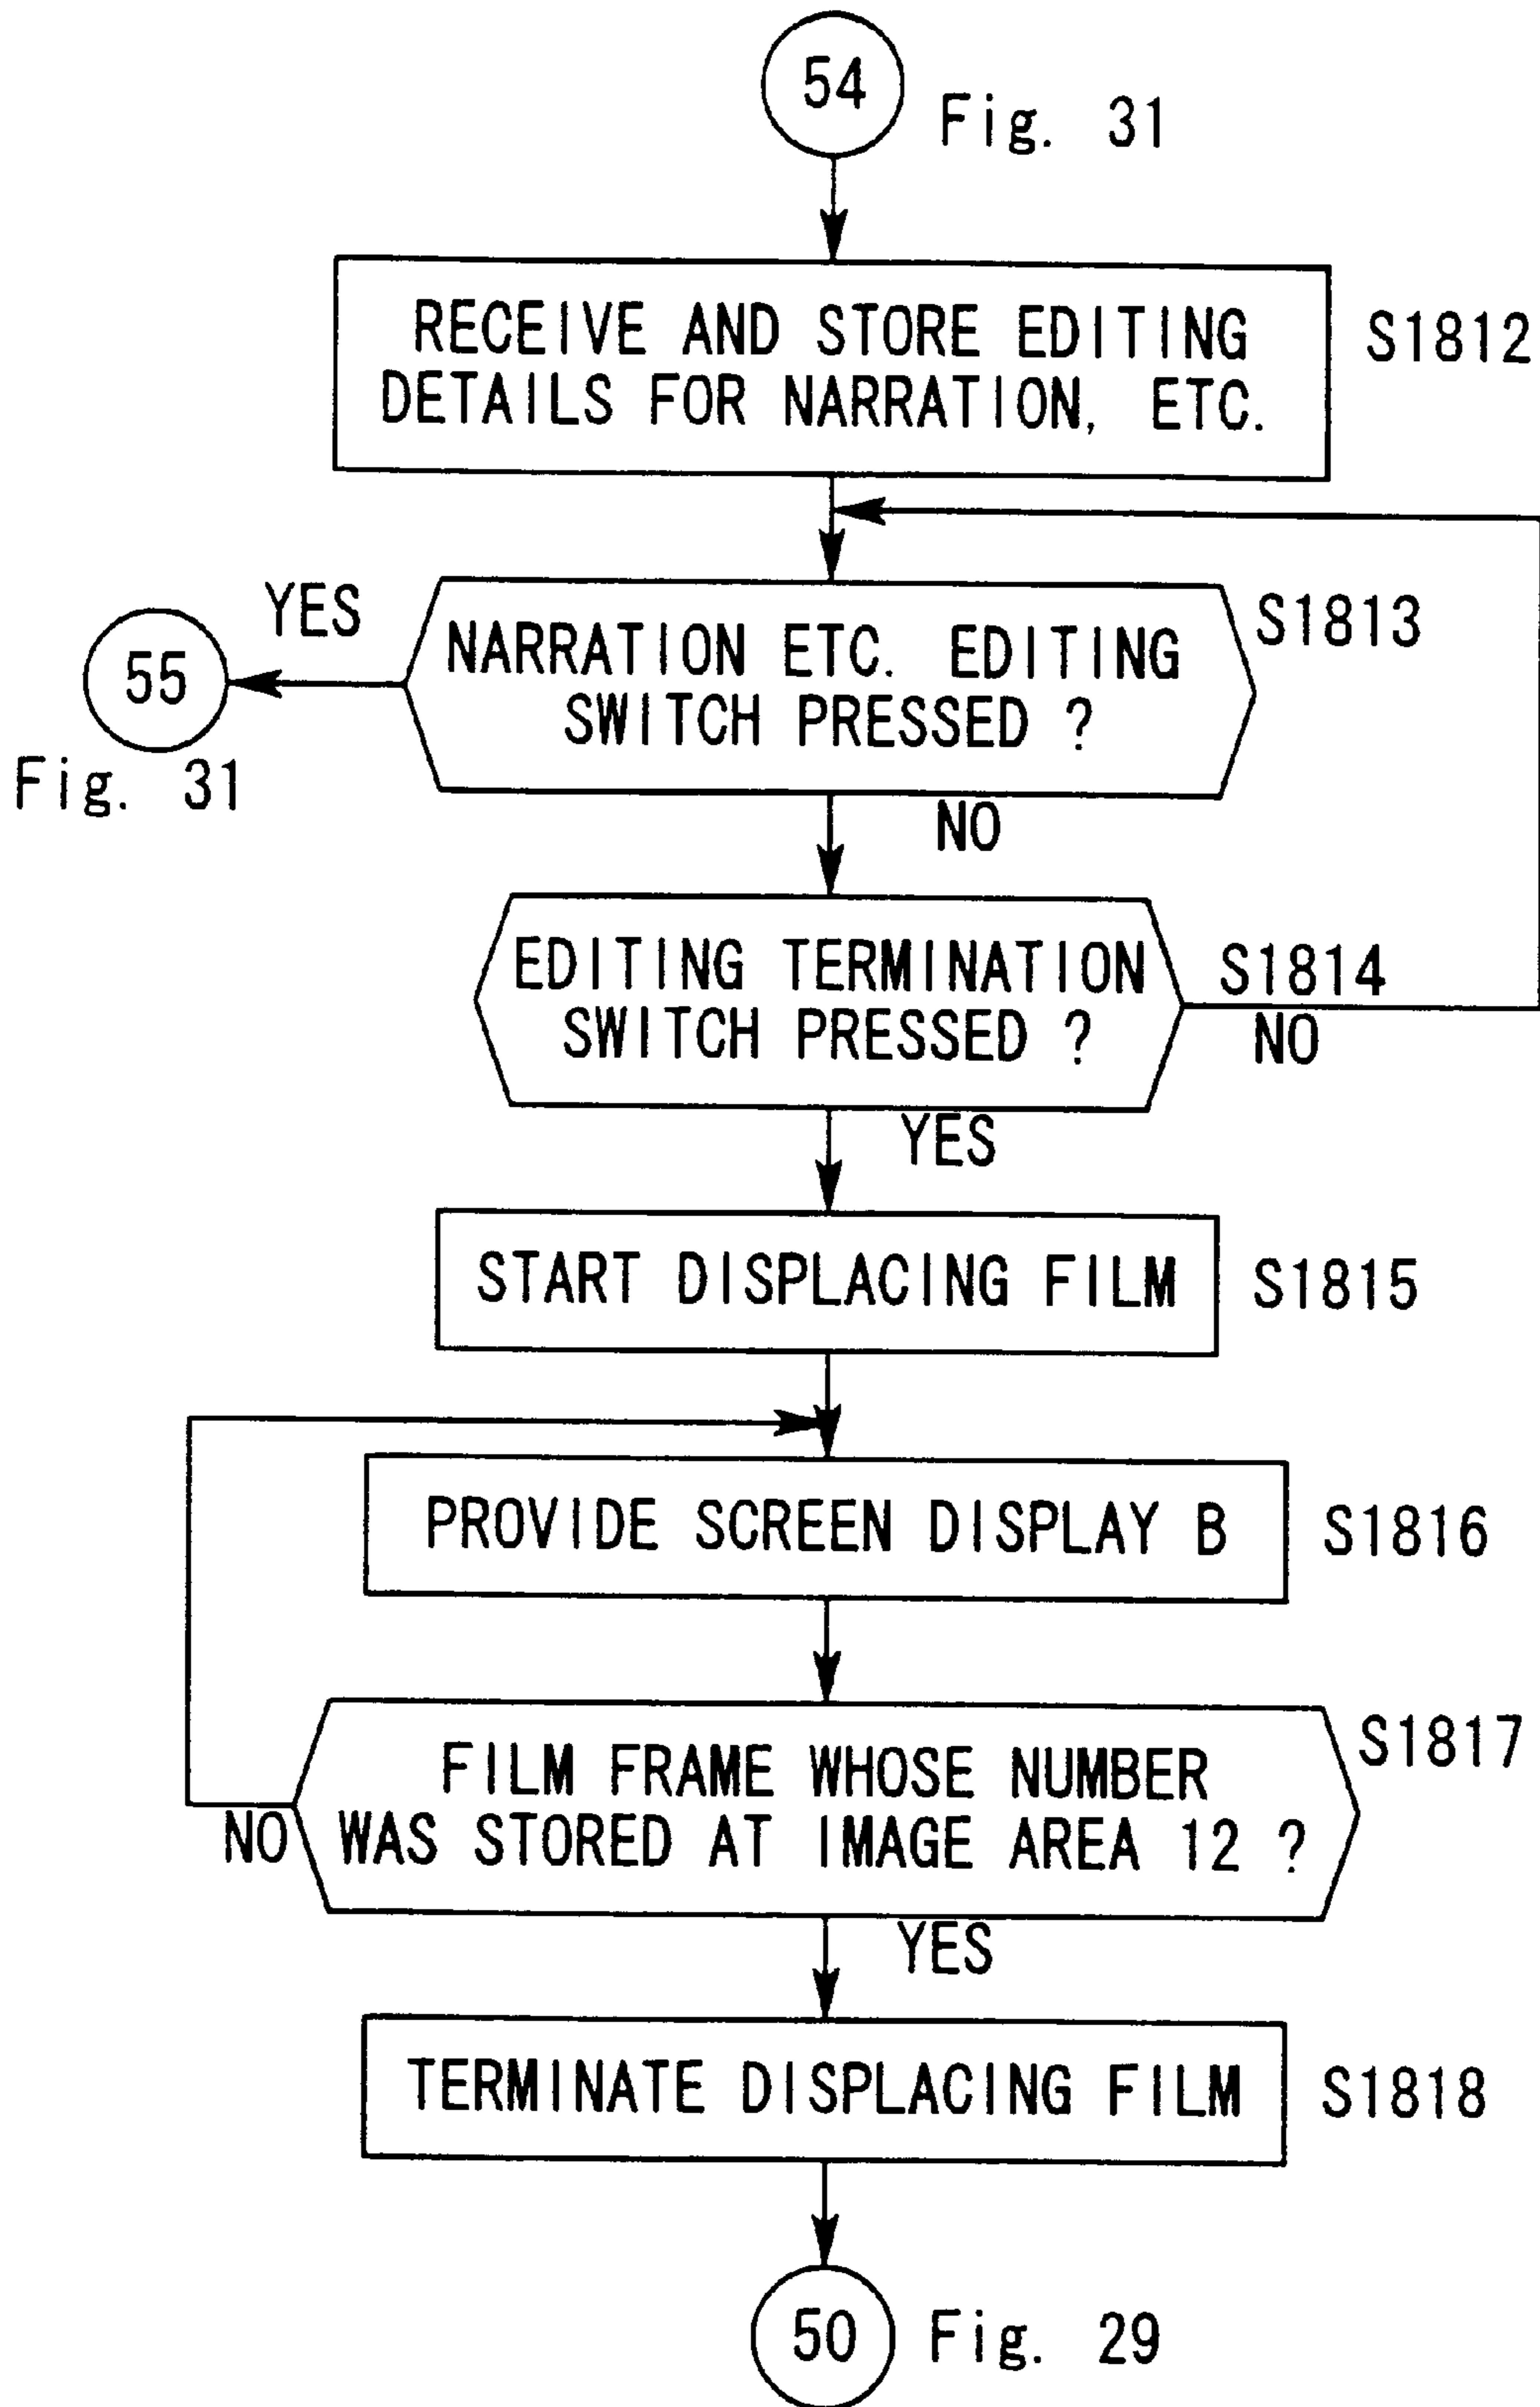 54
Fig. 31
RECEIVE AND STORE EDITING
DETAILS FOR NARRATION, ETC.
S1812
YES
S1813
NARRATION ETC. EDITING
SWITCH PRESSED ?
55
Fig. 31
NO
EDITING TERMINATION
SWITCH PRESSED ?
S1814
NO
YES
START DISPLACING FILM
S1815
PROVIDE SCREEN DISPLAY B
S1816
FILM FRAME WHOSE NUMBER
WAS STORED AT IMAGE AREA 12 ?
S1817
NO
YES
TERMINATE DISPLACING FILM
S1818
50
Fig. 29